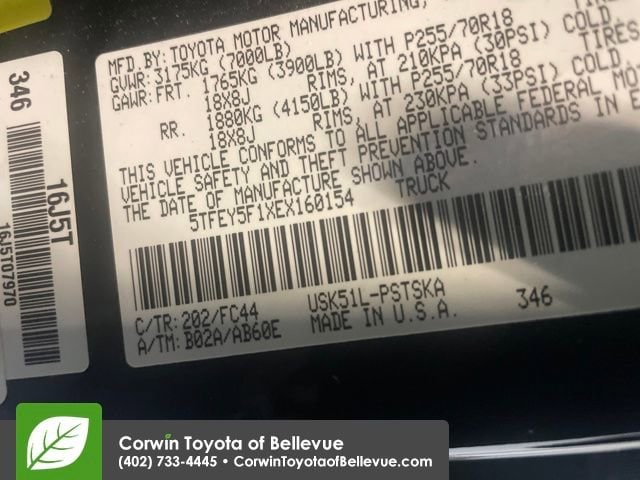 MFD. BY: TOYOTA MOTOR MANUFACTURING,
GVWR: 3175KG (7000LB)
GAWR: FRT. 1765KG (3900LB) WITH P255/70R18 TIRES
18X8J RIMS, AT 210KPA (30PSI) COLD.
RR. 1880KG (4150LB) WITH P255/70R18 TIRES
18X8J RIMS, AT 230KPA (33PSI) COLD.
THIS VEHICLE CONFORMS TO ALL APPLICABLE FEDERAL
VEHICLE SAFETY AND THEFT PREVENTION STANDARDS IN
THE DATE OF MANUFACTURE SHOWN ABOVE.
5TFEY5F1XEX160154 TRUCK
C/TR: 202/FC44 USK51L-PSTSKA 346
A/TM: B02A/AB60E MADE IN U.S.A.
346
16J5T
16J5107970
Corwin Toyota of Bellevue
(402) 733-4445 • CorwinToyotaofBellevue.com